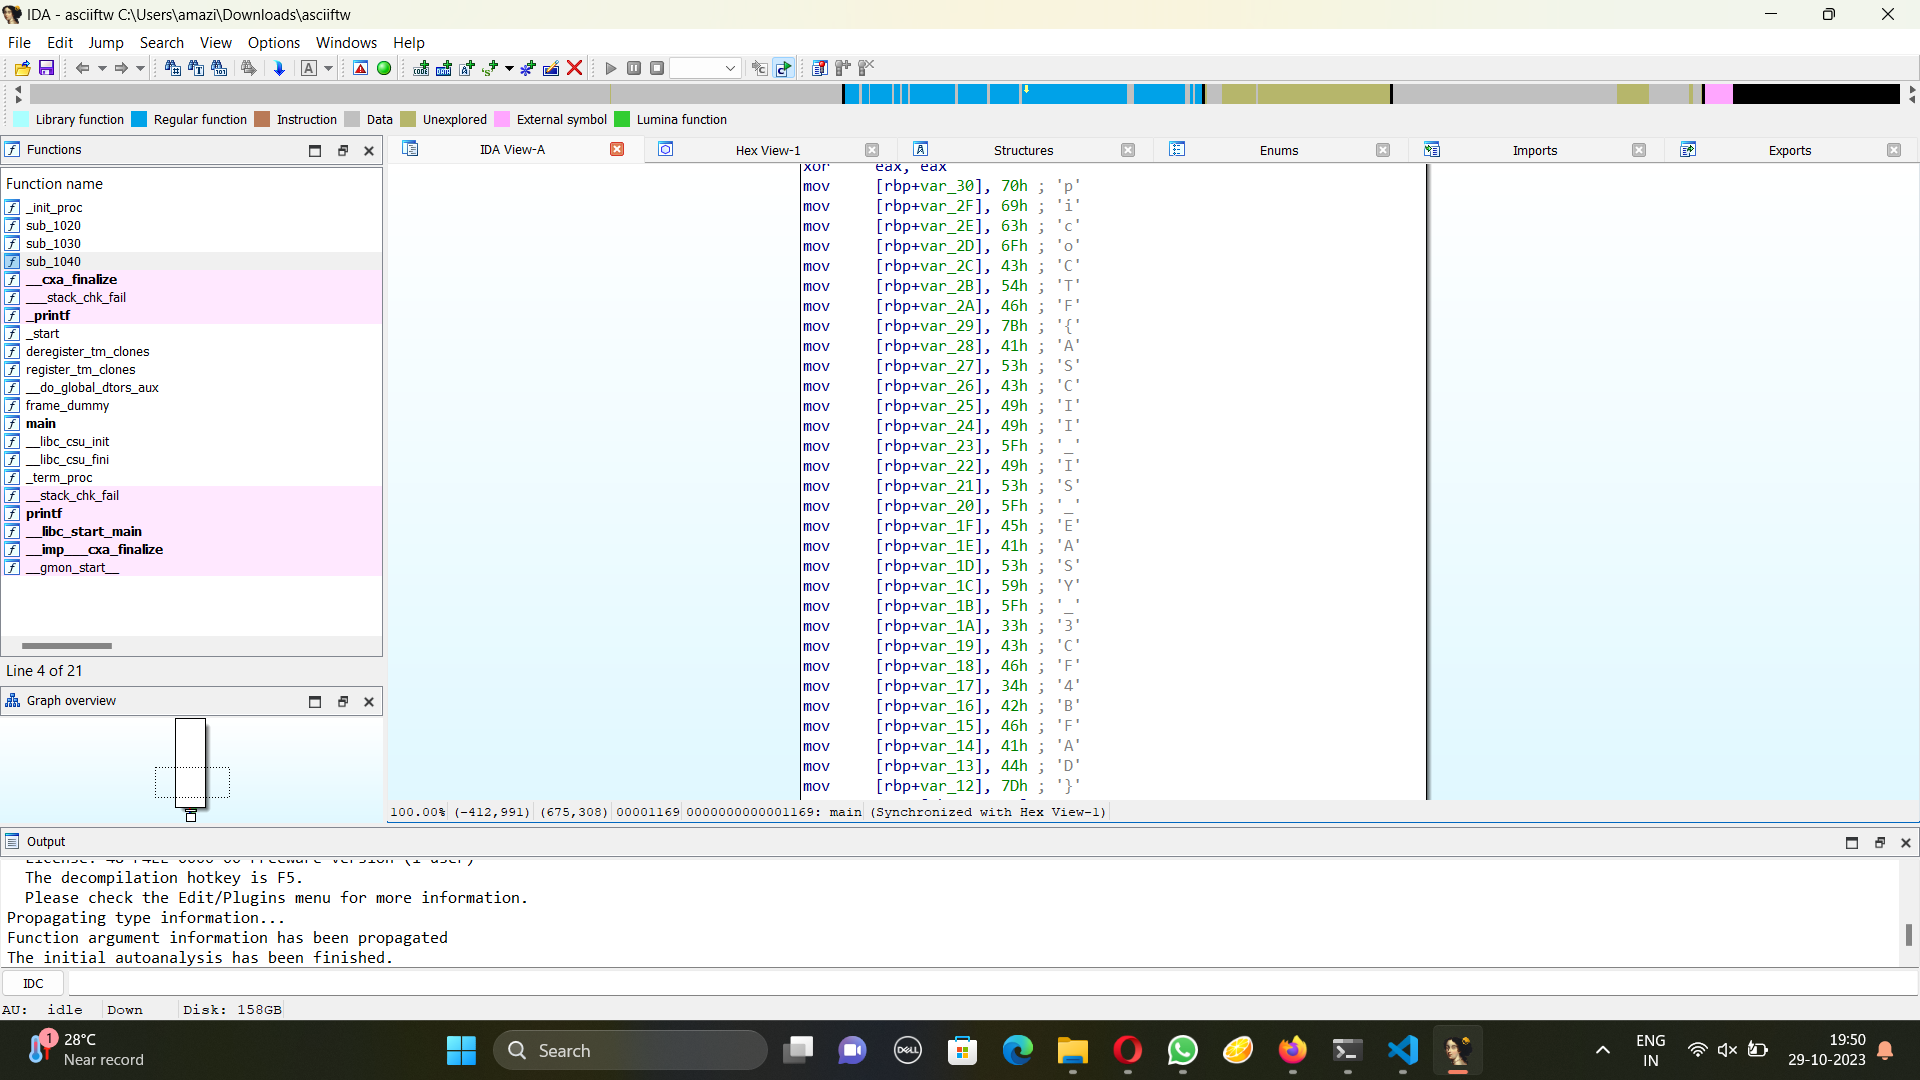 IDA - asciiftw C:\Users\amazi\Downloads\asciiftw
File Edit Jump Search View Options Windows Help
Library function Regular function Instruction Data Unexplored External symbol Lumina function
Functions
Function name
_init_proc
sub_1020
sub_1030
sub_1040
__cxa_finalize
___stack_chk_fail
_printf
_start
deregister_tm_clones
register_tm_clones
__do_global_dtors_aux
frame_dummy
main
__libc_csu_init
__libc_csu_fini
_term_proc
__stack_chk_fail
printf
__libc_start_main
__imp___cxa_finalize
__gmon_start__
Line 4 of 21
Graph overview
IDA View-A Hex View-1 Structures Enums Imports Exports
xor eax, eax
mov [rbp+var_30], 70h ; 'p'
mov [rbp+var_2F], 69h ; 'i'
mov [rbp+var_2E], 63h ; 'c'
mov [rbp+var_2D], 6Fh ; 'o'
mov [rbp+var_2C], 43h ; 'C'
mov [rbp+var_2B], 54h ; 'T'
mov [rbp+var_2A], 46h ; 'F'
mov [rbp+var_29], 7Bh ; '{'
mov [rbp+var_28], 41h ; 'A'
mov [rbp+var_27], 53h ; 'S'
mov [rbp+var_26], 43h ; 'C'
mov [rbp+var_25], 49h ; 'I'
mov [rbp+var_24], 49h ; 'I'
mov [rbp+var_23], 5Fh ; '_'
mov [rbp+var_22], 49h ; 'I'
mov [rbp+var_21], 53h ; 'S'
mov [rbp+var_20], 5Fh ; '_'
mov [rbp+var_1F], 45h ; 'E'
mov [rbp+var_1E], 41h ; 'A'
mov [rbp+var_1D], 53h ; 'S'
mov [rbp+var_1C], 59h ; 'Y'
mov [rbp+var_1B], 5Fh ; '_'
mov [rbp+var_1A], 33h ; '3'
mov [rbp+var_19], 43h ; 'C'
mov [rbp+var_18], 46h ; 'F'
mov [rbp+var_17], 34h ; '4'
mov [rbp+var_16], 42h ; 'B'
mov [rbp+var_15], 46h ; 'F'
mov [rbp+var_14], 41h ; 'A'
mov [rbp+var_13], 44h ; 'D'
mov [rbp+var_12], 7Dh ; '}'
100.00% (-412,991) (675,308) 00001169 0000000000001169: main (Synchronized with Hex View-1)
Output
The decompilation hotkey is F5.
Please check the Edit/Plugins menu for more information.
Propagating type information...
Function argument information has been propagated
The initial autoanalysis has been finished.
IDC
AU: idle Down Disk: 158GB
1
28°C
Near record
Search
DELL
ENG
IN
19:50
29-10-2023